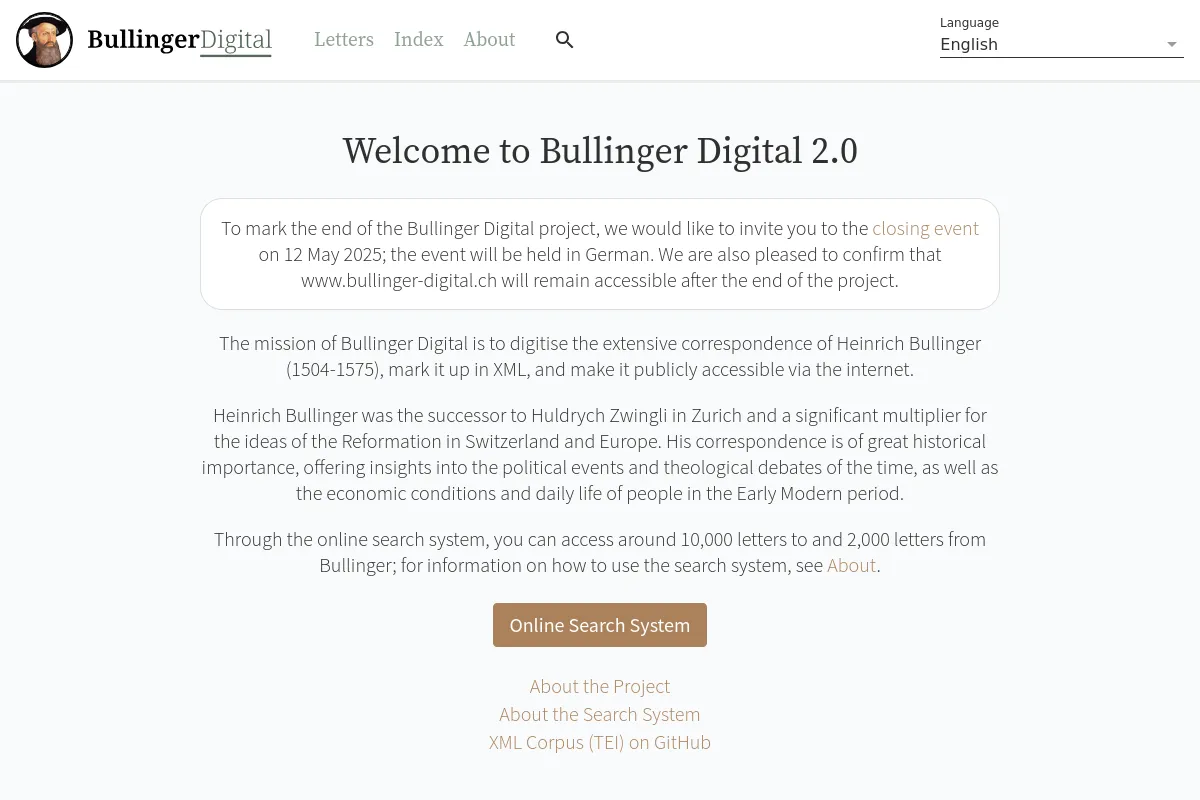 BullingerDigital
Letters
Index
About
Language
English
Welcome to Bullinger Digital 2.0
To mark the end of the Bullinger Digital project, we would like to invite you to the closing event
on 12 May 2025; the event will be held in German. We are also pleased to confirm that
www.bullinger-digital.ch will remain accessible after the end of the project.
The mission of Bullinger Digital is to digitise the extensive correspondence of Heinrich Bullinger
(1504-1575), mark it up in XML, and make it publicly accessible via the internet.
Heinrich Bullinger was the successor to Huldrych Zwingli in Zurich and a significant multiplier for
the ideas of the Reformation in Switzerland and Europe. His correspondence is of great historical
importance, offering insights into the political events and theological debates of the time, as well as
the economic conditions and daily life of people in the Early Modern period.
Through the online search system, you can access around 10,000 letters to and 2,000 letters from
Bullinger; for information on how to use the search system, see About.
Online Search System
About the Project
About the Search System
XML Corpus (TEI) on GitHub